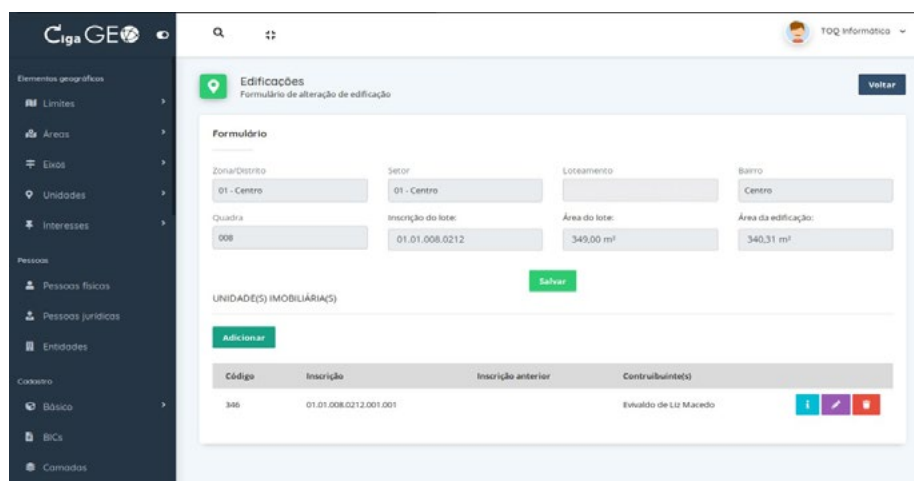 Ciga GEO
TOQ Informática
Elementos geográficos
Limites
Áreas
Eixos
Unidades
Interesses
Pessoas
Pessoas físicas
Pessoas jurídicas
Entidades
Cadastro
Básico
BICs
Camadas
Edificações
Formulário de alteração de edificação
Voltar
Formulário
Zona/Distrito Setor Loteamento Bairro
01 - Centro 01 - Centro Centro
Quadra Inscrição do lote: Área do lote: Área da edificação:
008 01.01.008.0212 349,00 m² 340,31 m²
Salvar
UNIDADE(S) IMOBILIÁRIA(S)
Adicionar
Código Inscrição Inscrição anterior Contruibuinte(s)
346 01.01.008.0212.001.001 Evivaldo de Liz Macedo